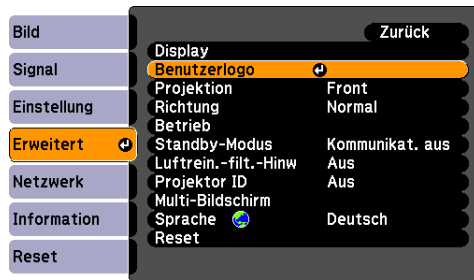 Bild
Signal
Einstellung
Erweitert
Netzwerk
Information
Reset
Zurück
Display
Benutzerlogo
Projektion Front
Richtung Normal
Betrieb
Standby-Modus Kommunikat. aus
Luftrein.-filt.-Hinw Aus
Projektor ID Aus
Multi-Bildschirm
Sprache Deutsch
Reset